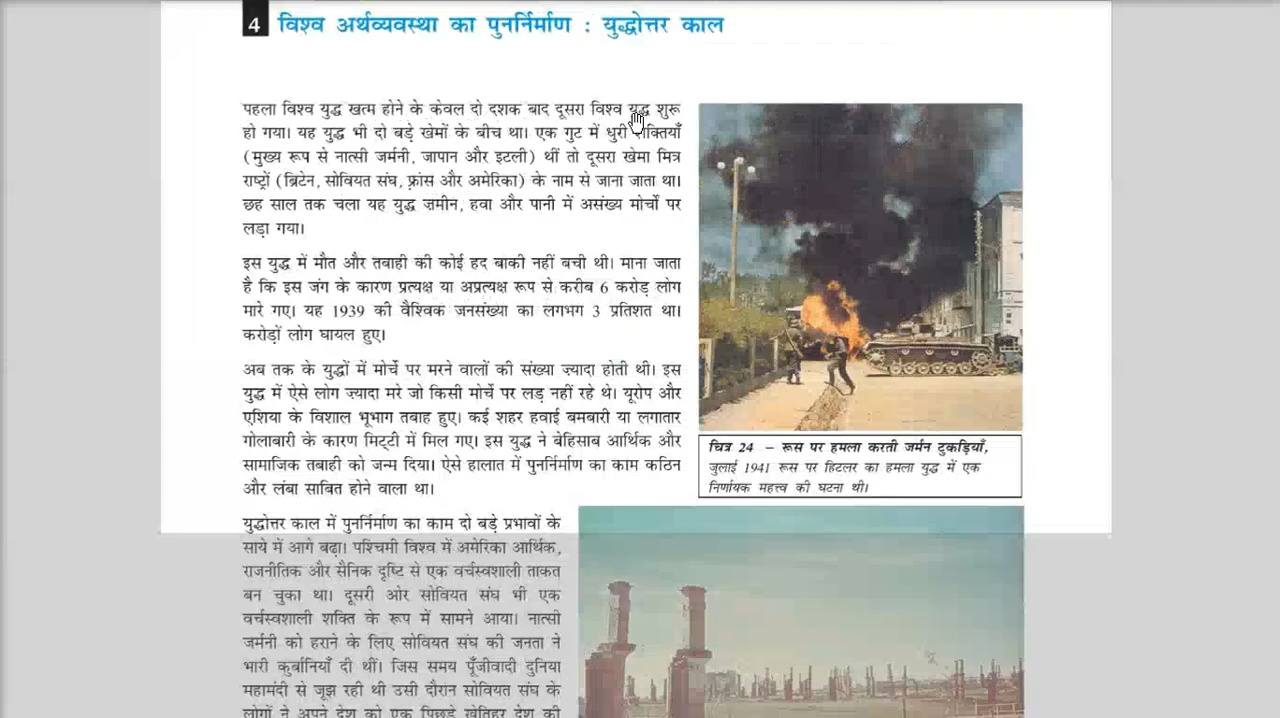 4 विश्व अर्थव्यवस्था का पुनर्निर्माण : युद्धोत्तर काल
पहला विश्व युद्ध खत्म होने के केवल दो दशक बाद दूसरा विश्व युद्ध शुरू
हो गया। यह युद्ध भी दो बड़े खेमों के बीच था। एक गुट में धुरी शक्तियाँ
(मुख्य रूप से नात्सी जर्मनी, जापान और इटली) थीं तो दूसरा खेमा मित्र
राष्ट्रों (ब्रिटेन, सोवियत संघ, फ़्रांस और अमेरिका) के नाम से जाना जाता था।
छह साल तक चला यह युद्ध ज़मीन, हवा और पानी में असंख्य मोर्चों पर
लड़ा गया।
इस युद्ध में मौत और तबाही की कोई हद बाकी नहीं बची थी। माना जाता
है कि इस जंग के कारण प्रत्यक्ष या अप्रत्यक्ष रूप से करीब 6 करोड़ लोग
मारे गए। यह 1939 की वैश्विक जनसंख्या का लगभग 3 प्रतिशत था।
करोड़ों लोग घायल हुए।
अब तक के युद्धों में मोर्चे पर मरने वालों की संख्या ज्यादा होती थी। इस
युद्ध में ऐसे लोग ज्यादा मरे जो किसी मोर्चे पर लड़ नहीं रहे थे। यूरोप और
एशिया के विशाल भूभाग तबाह हुए। कई शहर हवाई बमबारी या लगातार
गोलाबारी के कारण मिट्टी में मिल गए। इस युद्ध ने बेहिसाब आर्थिक और
सामाजिक तबाही को जन्म दिया। ऐसे हालात में पुनर्निर्माण का काम कठिन
और लंबा साबित होने वाला था।
चित्र 24 – रूस पर हमला करती जर्मन टुकड़ियाँ,
जुलाई 1941 रूस पर हिटलर का हमला युद्ध में एक
निर्णायक महत्त्व की घटना थी।
युद्धोत्तर काल में पुनर्निर्माण का काम दो बड़े प्रभावों के
साये में आगे बढ़ा। पश्चिमी विश्व में अमेरिका आर्थिक,
राजनीतिक और सैनिक दृष्टि से एक वर्चस्वशाली ताकत
बन चुका था। दूसरी ओर सोवियत संघ भी एक
वर्चस्वशाली शक्ति के रूप में सामने आया। नात्सी
जर्मनी को हराने के लिए सोवियत संघ की जनता ने
भारी कुर्बानियाँ दी थीं। जिस समय पूँजीवादी दुनिया
महामंदी से जूझ रही थी उसी दौरान सोवियत संघ के
लोगों ने अपने देश को एक पिछड़े खेतिहर देश की